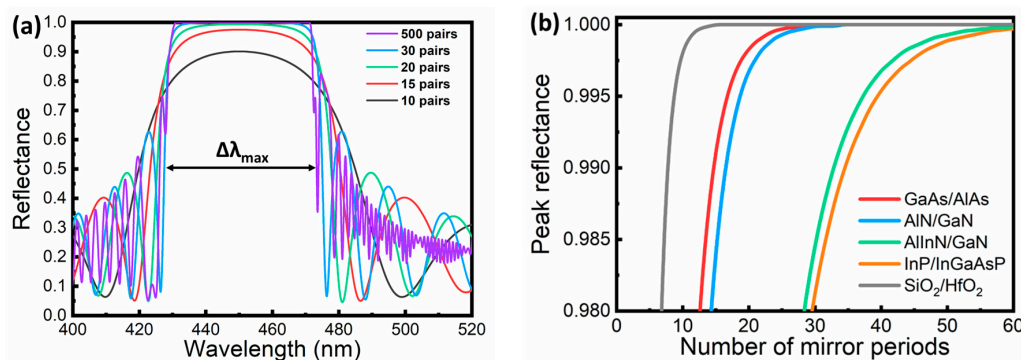 (a)
1.0
0.9
0.8
0.7
0.6
0.5
0.4
0.3
0.2
0.1
0.0
Reflectance
500 pairs
30 pairs
20 pairs
15 pairs
10 pairs
Δλmax
400 420 440 460 480 500 520
Wavelength (nm)
(b)
1.000
0.995
0.990
0.985
0.980
Peak reflectance
GaAs/AlAs
AlN/GaN
AlInN/GaN
InP/InGaAsP
SiO₂/HfO₂
0 10 20 30 40 50 60
Number of mirror periods